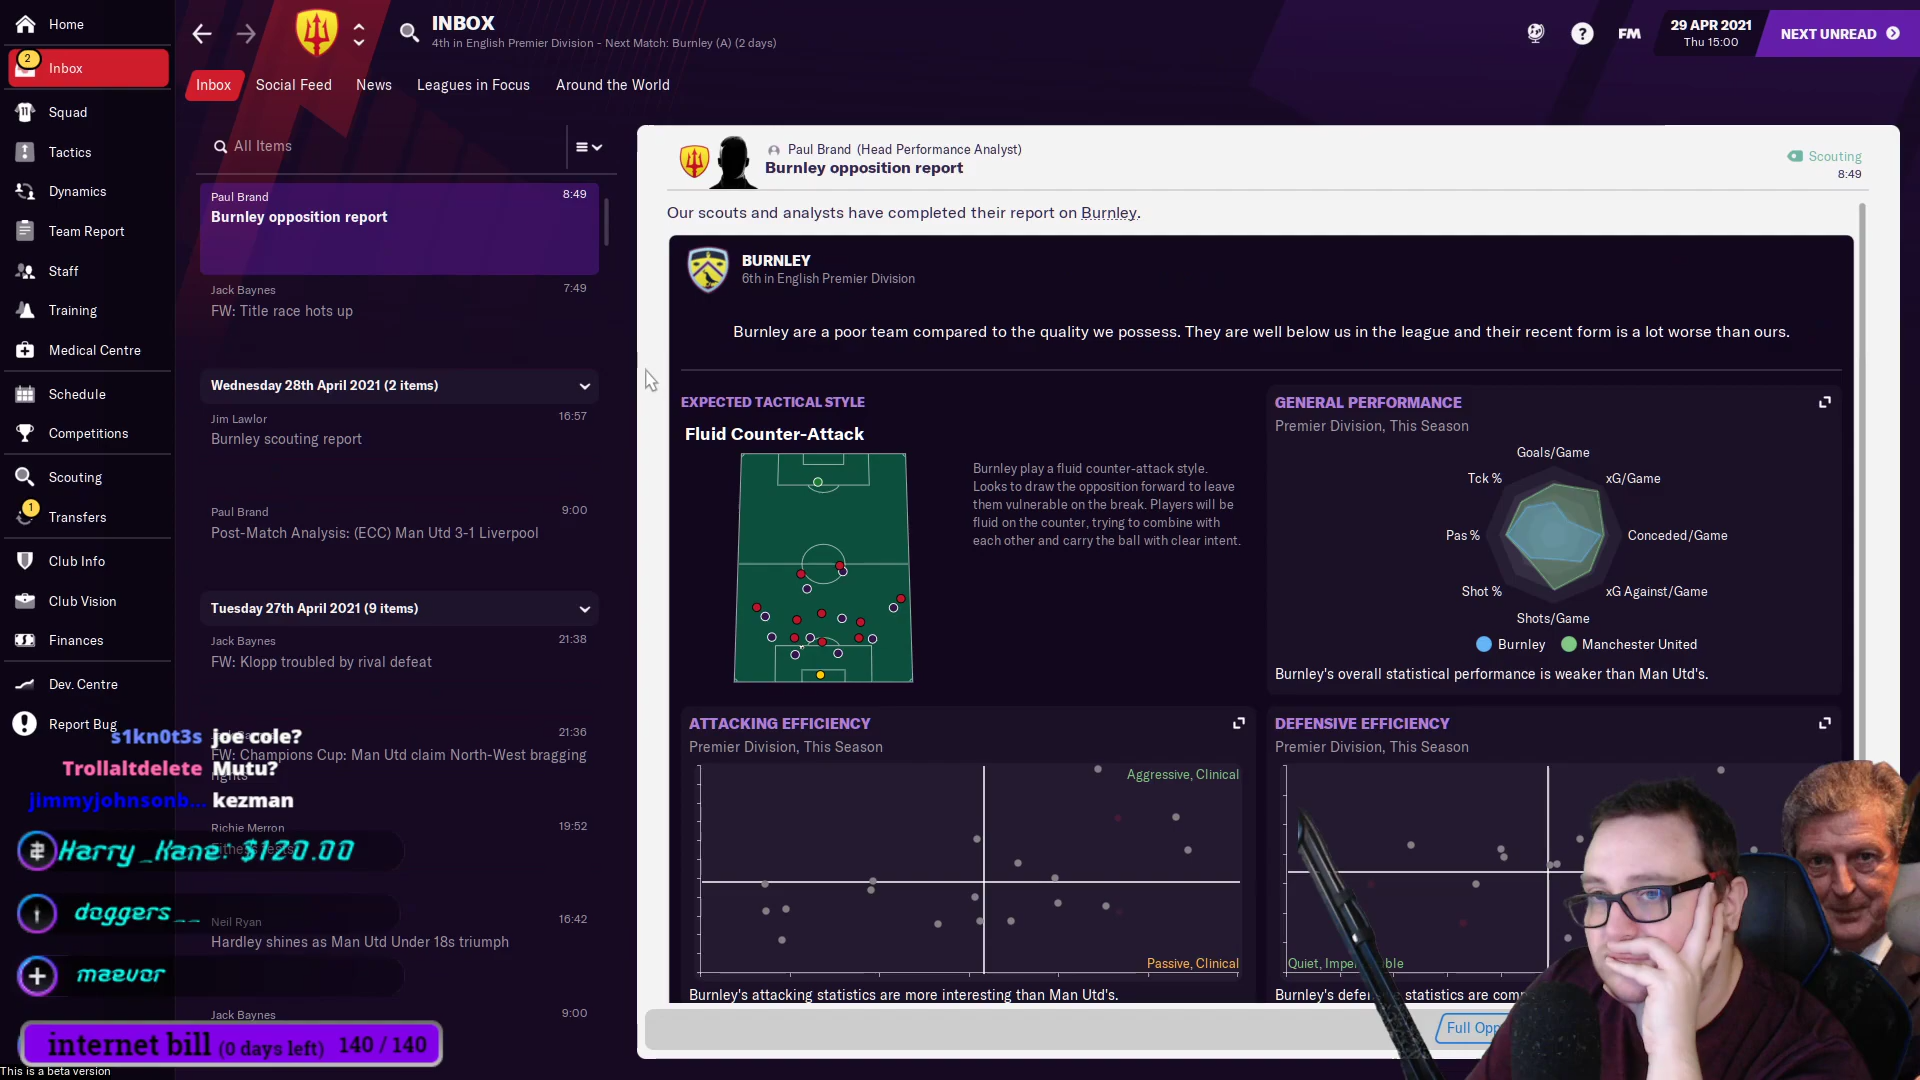 Home
2
Inbox
Squad
Tactics
Dynamics
Team Report
Staff
Training
Medical Centre
Schedule
Competitions
Scouting
1
Transfers
Club Info
Club Vision
Finances
Dev. Centre
Report Bug
INBOX
4th in English Premier Division - Next Match: Burnley (A) (2 days)
FM
29 APR 2021
Thu 15:00
NEXT UNREAD
Inbox
Social Feed
News
Leagues in Focus
Around the World
All Items
Paul Brand
8:49
Burnley opposition report
Jack Baynes
7:49
FW: Title race hots up
Wednesday 28th April 2021 (2 items)
Jim Lawlor
16:57
Burnley scouting report
Paul Brand
9:00
Post-Match Analysis: (ECC) Man Utd 3-1 Liverpool
Tuesday 27th April 2021 (9 items)
Jack Baynes
21:38
FW: Klopp troubled by rival defeat
21:36
FW: Champions Cup: Man Utd claim North-West bragging
rights
Richie Merron
19:52
Neil Ryan
16:42
Hardley shines as Man Utd Under 18s triumph
Jack Baynes
9:00
s1kn0t3s joe cole?
Trollaltdelete Mutu?
jimmyjohnsonb... kezman
Harry_Kane: $120.00
daggers__
maevor
internet bill (0 days left) 140 / 140
This is a beta version
Paul Brand (Head Performance Analyst)
Burnley opposition report
Scouting
8:49
Our scouts and analysts have completed their report on Burnley.
BURNLEY
6th in English Premier Division
Burnley are a poor team compared to the quality we possess. They are well below us in the league and their recent form is a lot worse than ours.
EXPECTED TACTICAL STYLE
Fluid Counter-Attack
Burnley play a fluid counter-attack style.
Looks to draw the opposition forward to leave
them vulnerable on the break. Players will be
fluid on the counter, trying to combine with
each other and carry the ball with clear intent.
GENERAL PERFORMANCE
Premier Division, This Season
Goals/Game
Tck %
xG/Game
Pas %
Conceded/Game
Shot %
xG Against/Game
Shots/Game
Burnley
Manchester United
Burnley's overall statistical performance is weaker than Man Utd's.
ATTACKING EFFICIENCY
Premier Division, This Season
Aggressive, Clinical
Passive, Clinical
Burnley's attacking statistics are more interesting than Man Utd's.
DEFENSIVE EFFICIENCY
Premier Division, This Season
Quiet,
Burnley's statistics are
Full